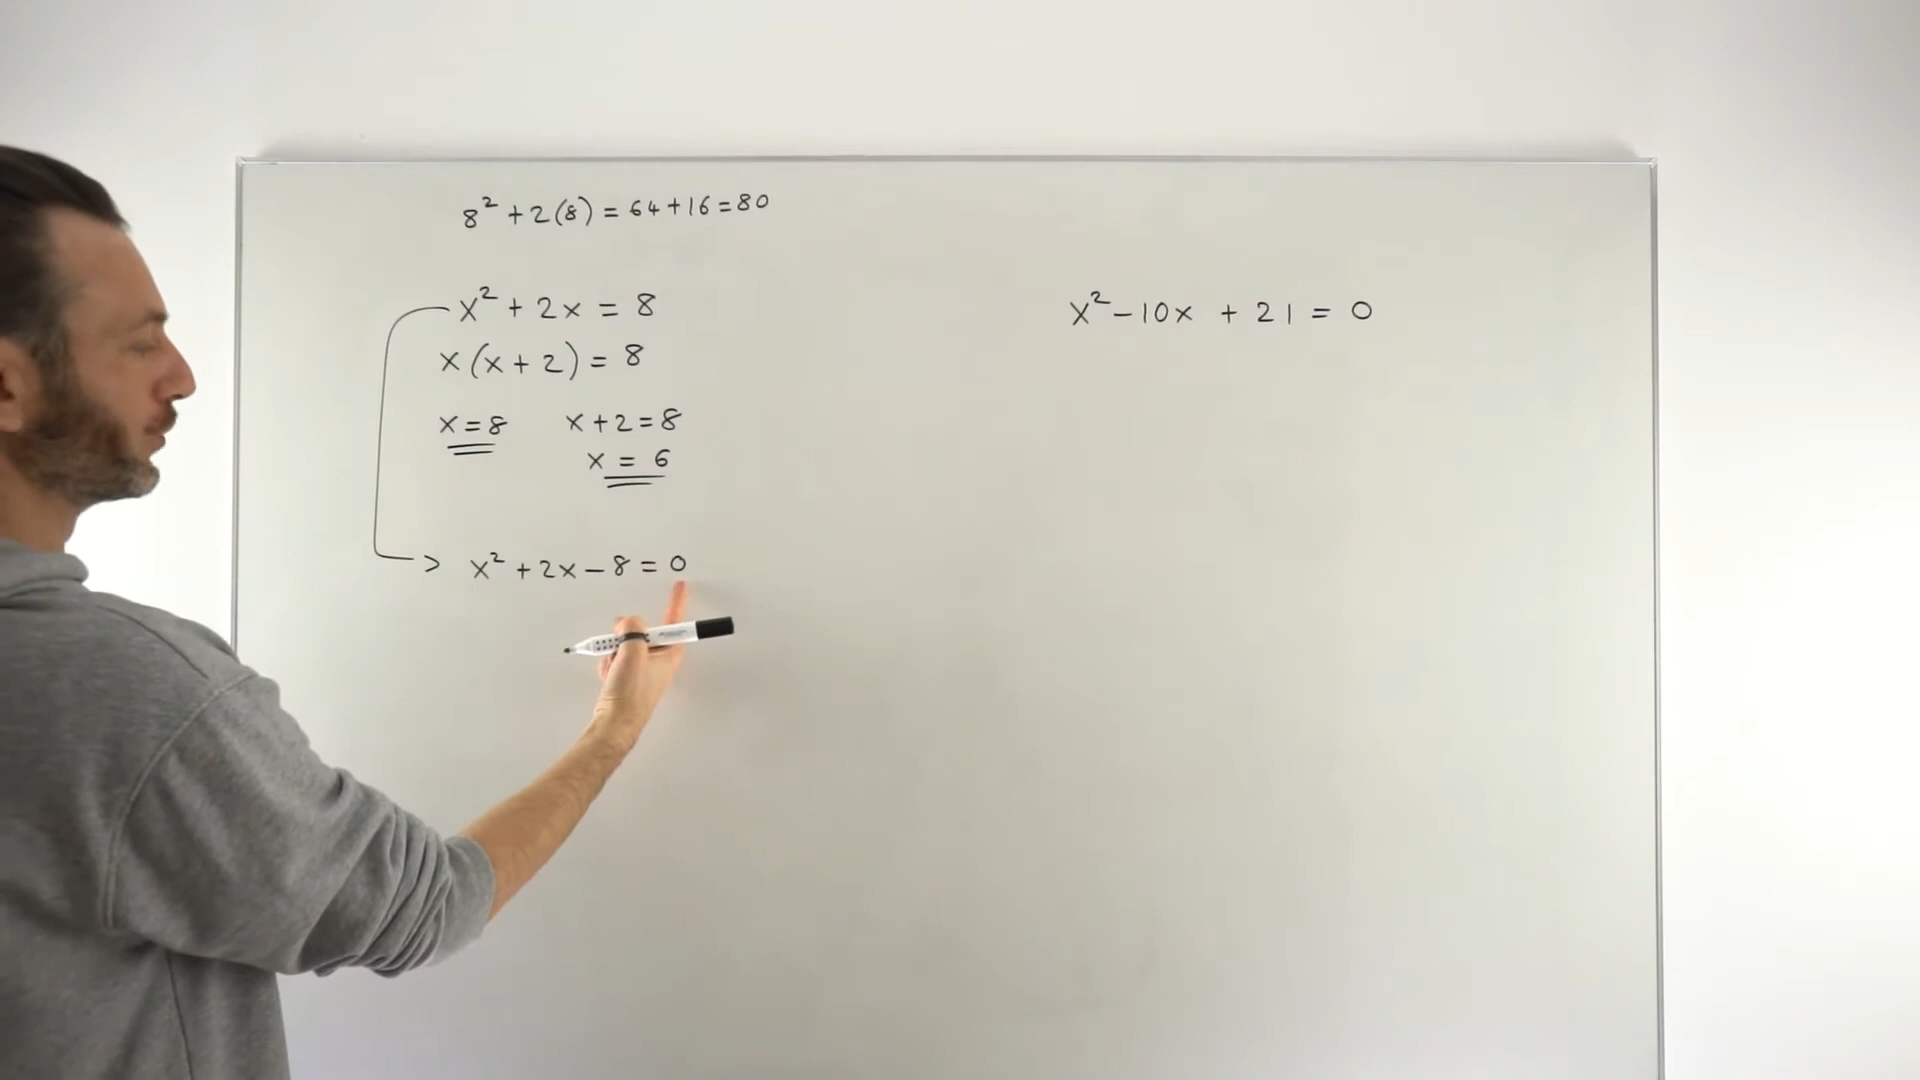 8² + 2(8) = 64 + 16 = 80
x² + 2x = 8
x(x + 2) = 8
x = 8    x + 2 = 8
x = 6
> x² + 2x − 8 = 0
x² − 10x + 21 = 0